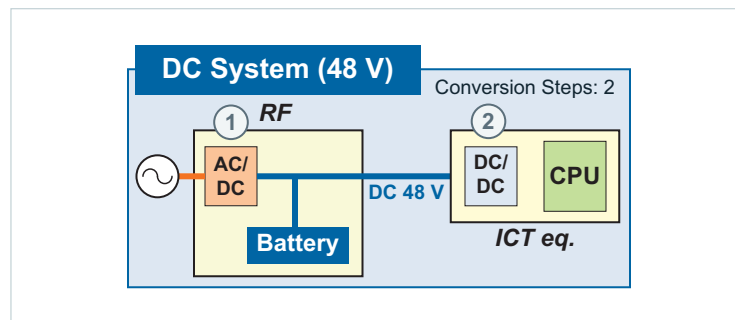 DC System (48 V)
Conversion Steps: 2
1
RF
2
AC/
DC
DC/
DC
CPU
DC 48 V
Battery
ICT eq.